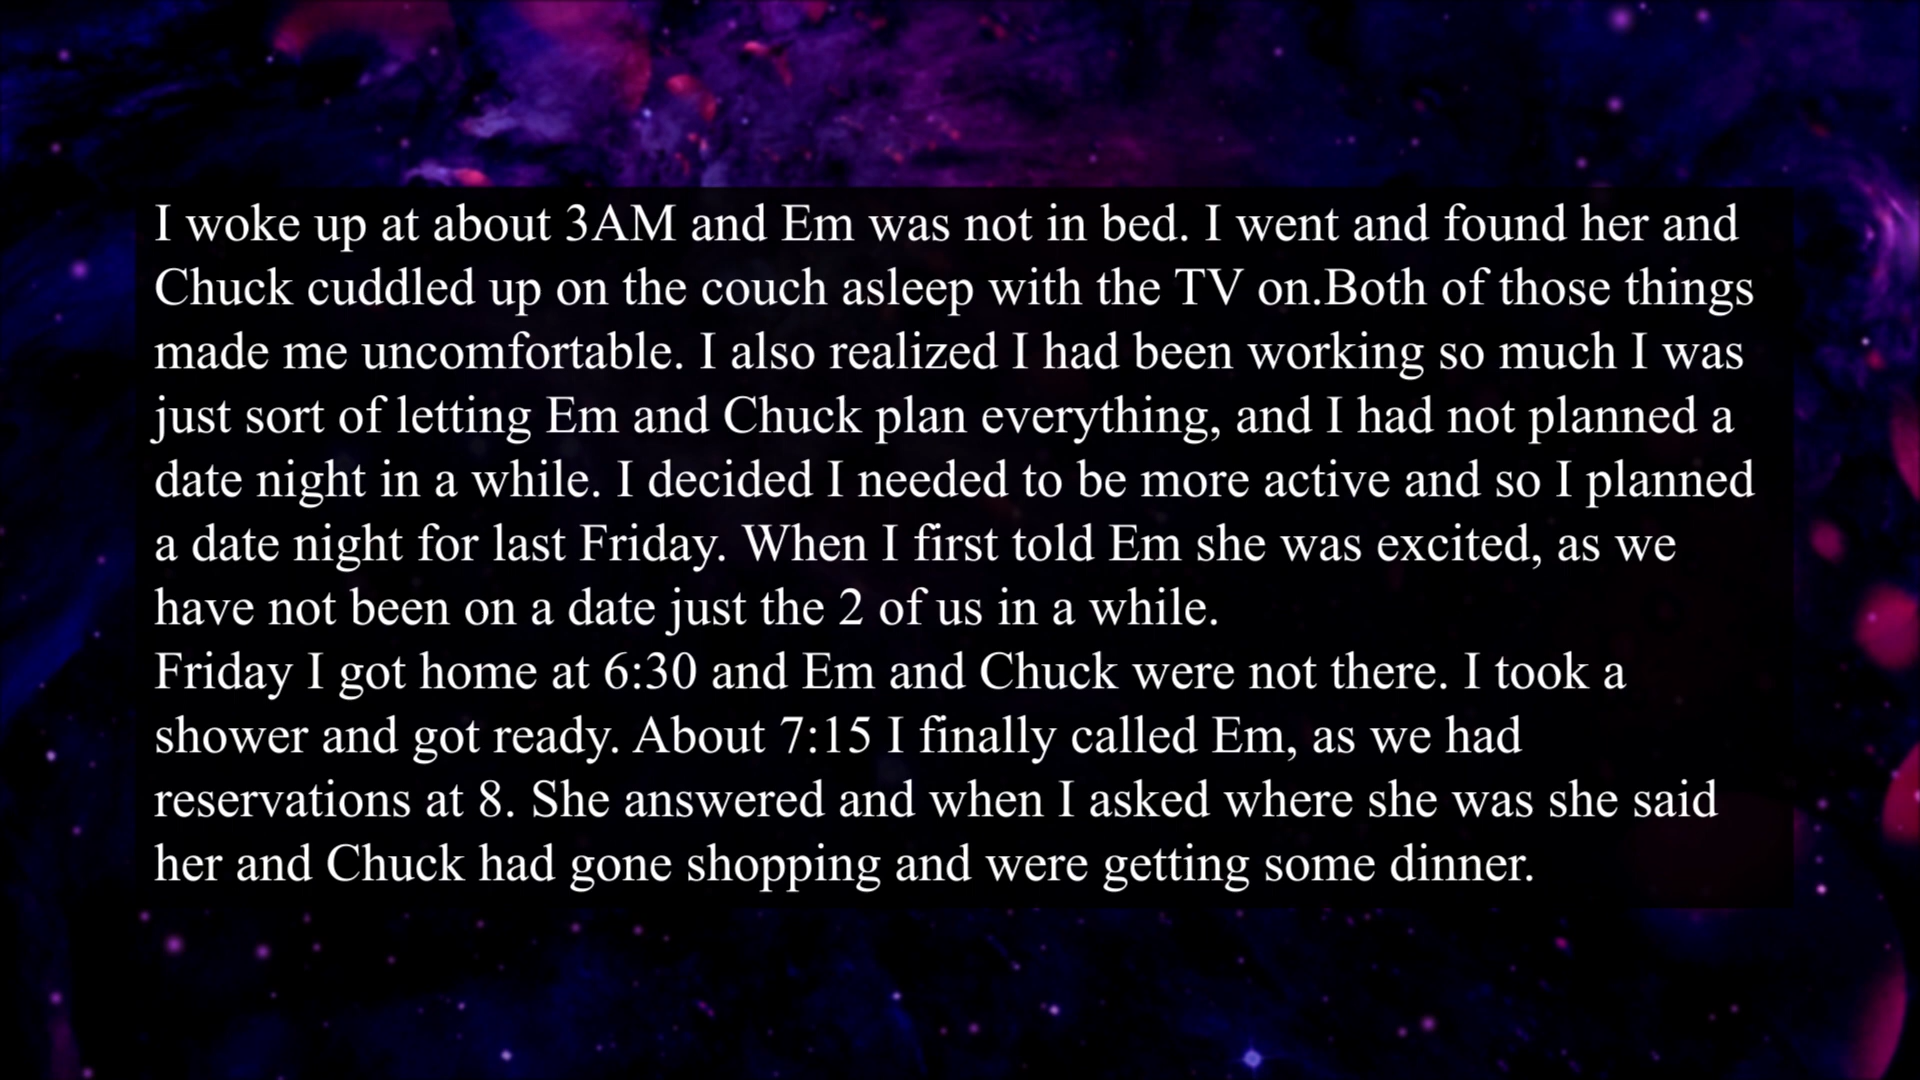 I woke up at about 3AM and Em was not in bed. I went and found her and
Chuck cuddled up on the couch asleep with the TV on.Both of those things
made me uncomfortable. I also realized I had been working so much I was
just sort of letting Em and Chuck plan everything, and I had not planned a
date night in a while. I decided I needed to be more active and so I planned
a date night for last Friday. When I first told Em she was excited, as we
have not been on a date just the 2 of us in a while.
Friday I got home at 6:30 and Em and Chuck were not there. I took a
shower and got ready. About 7:15 I finally called Em, as we had
reservations at 8. She answered and when I asked where she was she said
her and Chuck had gone shopping and were getting some dinner.